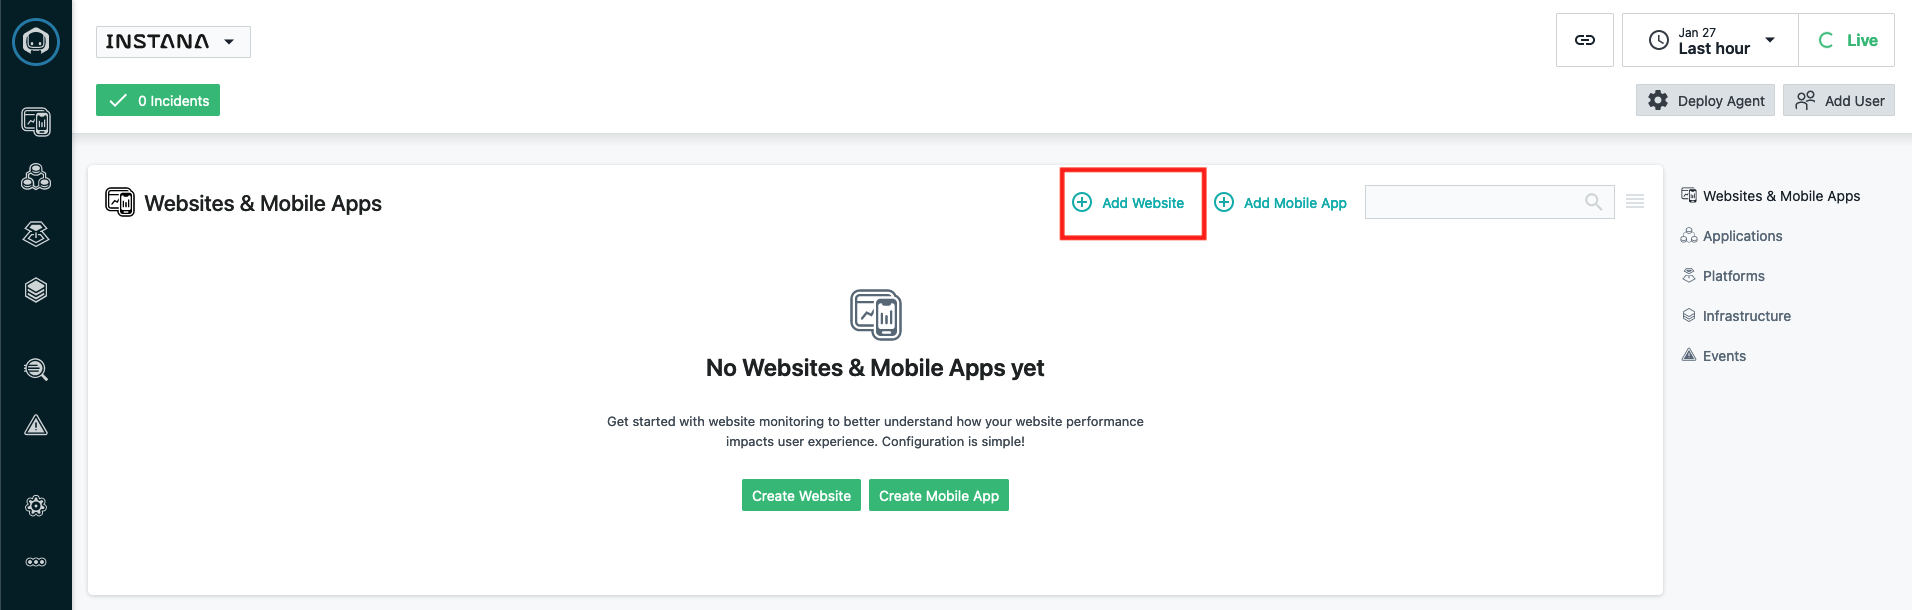 INSTANA
Jan 27
Last hour
Live
0 Incidents
Deploy Agent
Add User
Websites & Mobile Apps
Add Website
Add Mobile App
No Websites & Mobile Apps yet
Get started with website monitoring to better understand how your website performance
impacts user experience. Configuration is simple!
Create Website
Create Mobile App
Websites & Mobile Apps
Applications
Platforms
Infrastructure
Events